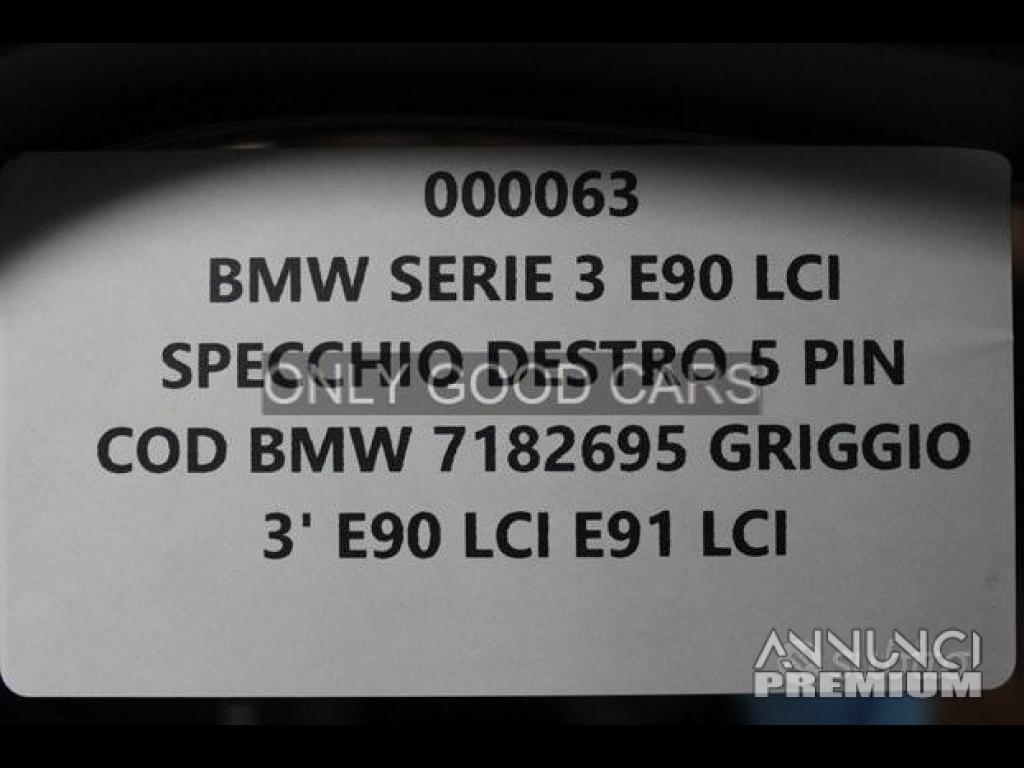 000063
BMW SERIE 3 E90 LCI
SPECCHIO DESTRO 5 PIN
ONLY GOOD CARS
COD BMW 7182695 GRIGGIO
3' E90 LCI E91 LCI
ANNUNCI
PREMIUM